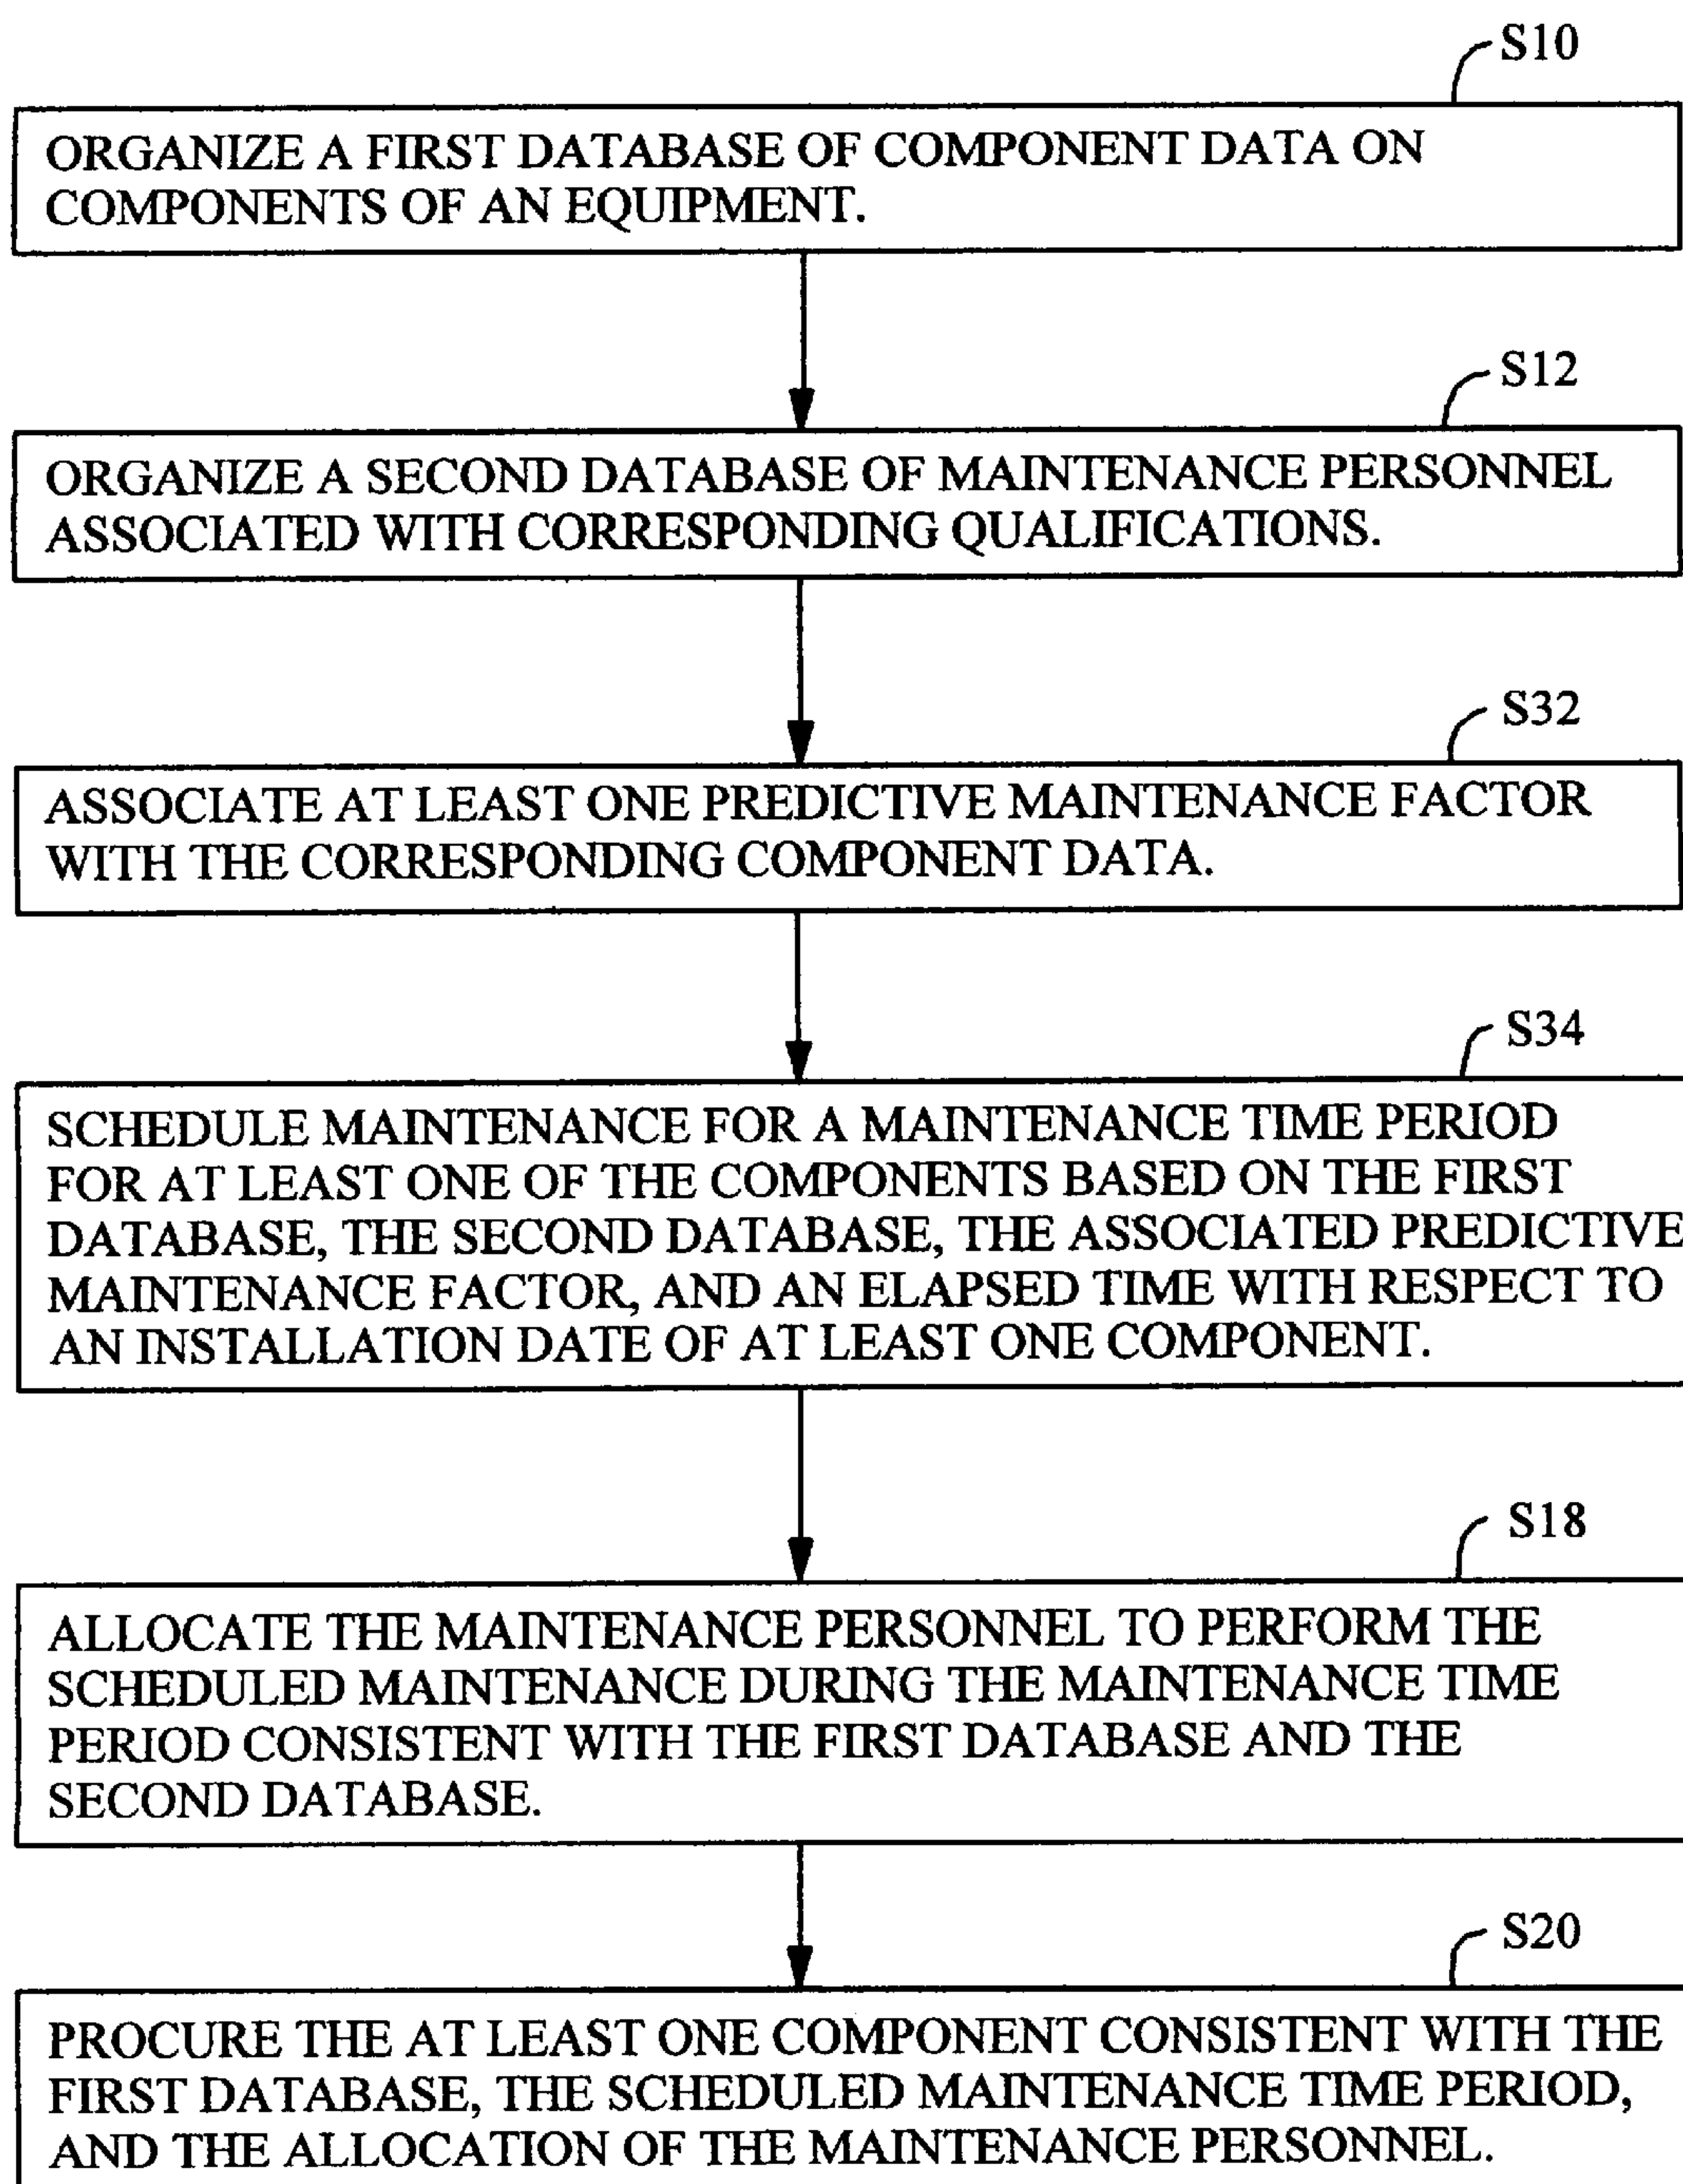 S10
ORGANIZE A FIRST DATABASE OF COMPONENT DATA ON
COMPONENTS OF AN EQUIPMENT.
S12
ORGANIZE A SECOND DATABASE OF MAINTENANCE PERSONNEL
ASSOCIATED WITH CORRESPONDING QUALIFICATIONS.
S32
ASSOCIATE AT LEAST ONE PREDICTIVE MAINTENANCE FACTOR
WITH THE CORRESPONDING COMPONENT DATA.
S34
SCHEDULE MAINTENANCE FOR A MAINTENANCE TIME PERIOD
FOR AT LEAST ONE OF THE COMPONENTS BASED ON THE FIRST
DATABASE, THE SECOND DATABASE, THE ASSOCIATED PREDICTIVE
MAINTENANCE FACTOR, AND AN ELAPSED TIME WITH RESPECT TO
AN INSTALLATION DATE OF AT LEAST ONE COMPONENT.
S18
ALLOCATE THE MAINTENANCE PERSONNEL TO PERFORM THE
SCHEDULED MAINTENANCE DURING THE MAINTENANCE TIME
PERIOD CONSISTENT WITH THE FIRST DATABASE AND THE
SECOND DATABASE.
S20
PROCURE THE AT LEAST ONE COMPONENT CONSISTENT WITH THE
FIRST DATABASE, THE SCHEDULED MAINTENANCE TIME PERIOD,
AND THE ALLOCATION OF THE MAINTENANCE PERSONNEL.